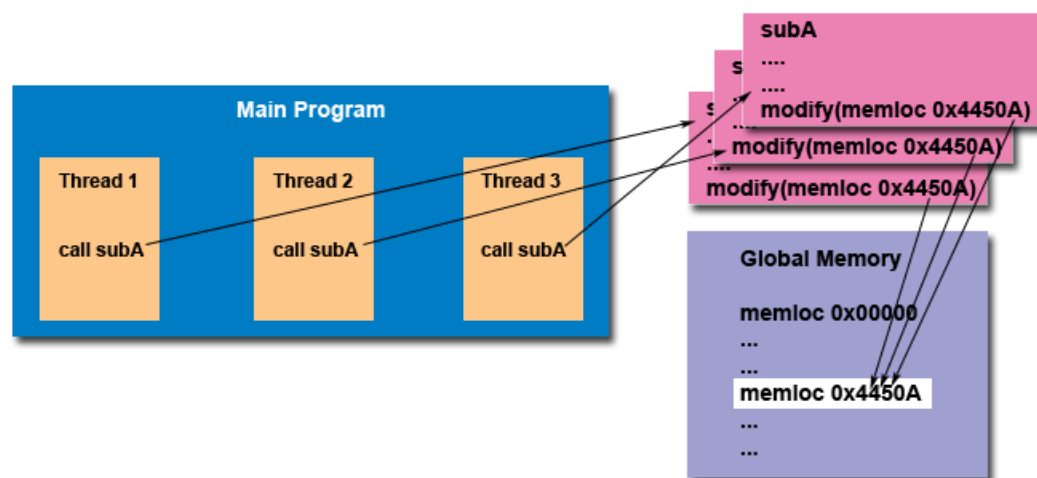 Main Program
Thread 1
call subA
Thread 2
call subA
Thread 3
call subA
subA
....
....
modify(memloc 0x4450A)
s
..
....
modify(memloc 0x4450A)
s
.
....
modify(memloc 0x4450A)
Global Memory
memloc 0x00000
...
...
memloc 0x4450A
...
...